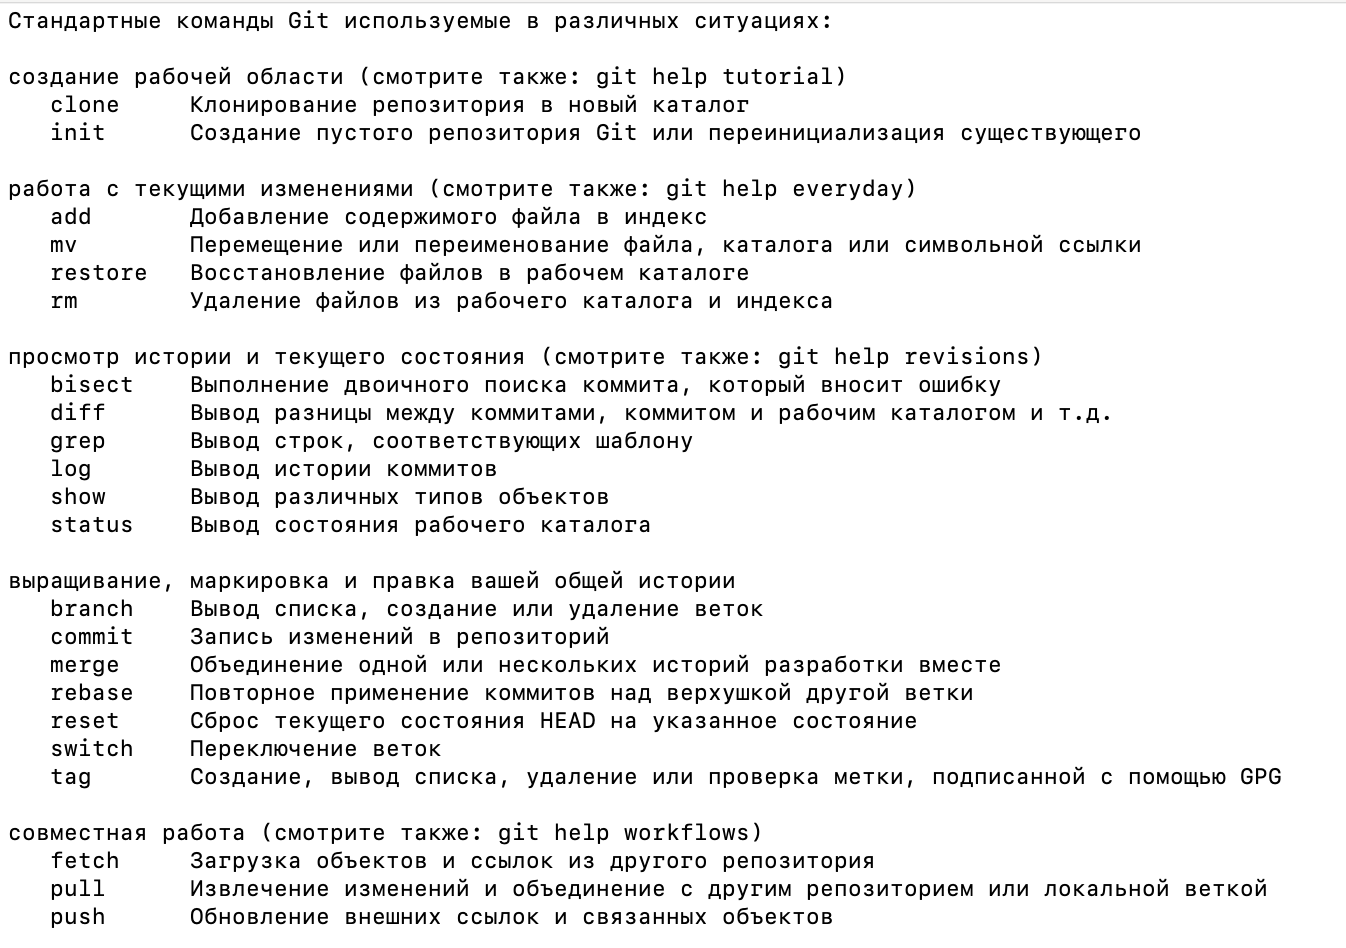 Стандартные команды Git используемые в различных ситуациях:

создание рабочей области (смотрите также: git help tutorial)
   clone     Клонирование репозитория в новый каталог
   init      Создание пустого репозитория Git или переинициализация существующего

работа с текущими изменениями (смотрите также: git help everyday)
   add       Добавление содержимого файла в индекс
   mv        Перемещение или переименование файла, каталога или символьной ссылки
   restore   Восстановление файлов в рабочем каталоге
   rm        Удаление файлов из рабочего каталога и индекса

просмотр истории и текущего состояния (смотрите также: git help revisions)
   bisect    Выполнение двоичного поиска коммита, который вносит ошибку
   diff      Вывод разницы между коммитами, коммитом и рабочим каталогом и т.д.
   grep      Вывод строк, соответствующих шаблону
   log       Вывод истории коммитов
   show      Вывод различных типов объектов
   status    Вывод состояния рабочего каталога

выращивание, маркировка и правка вашей общей истории
   branch    Вывод списка, создание или удаление веток
   commit    Запись изменений в репозиторий
   merge     Объединение одной или нескольких историй разработки вместе
   rebase    Повторное применение коммитов над верхушкой другой ветки
   reset     Сброс текущего состояния HEAD на указанное состояние
   switch    Переключение веток
   tag       Создание, вывод списка, удаление или проверка метки, подписанной с помощью GPG

совместная работа (смотрите также: git help workflows)
   fetch     Загрузка объектов и ссылок из другого репозитория
   pull      Извлечение изменений и объединение с другим репозиторием или локальной веткой
   push      Обновление внешних ссылок и связанных объектов